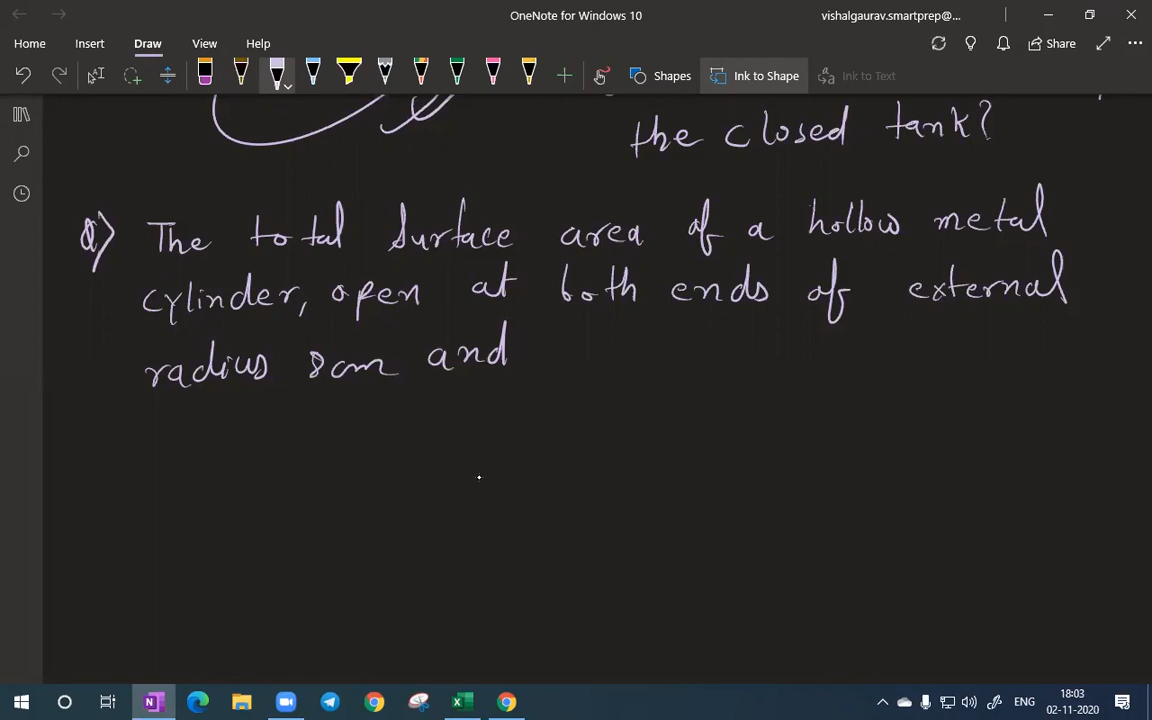 OneNote for Windows 10
vishalgaurav.smartprep@...
Home Insert Draw View Help
Share
Shapes Ink to Shape Ink to Text
the closed tank?
Q) The total surface area of a hollow metal
cylinder, open at both ends of external
radius 8cm and
ENG
18:03
02-11-2020